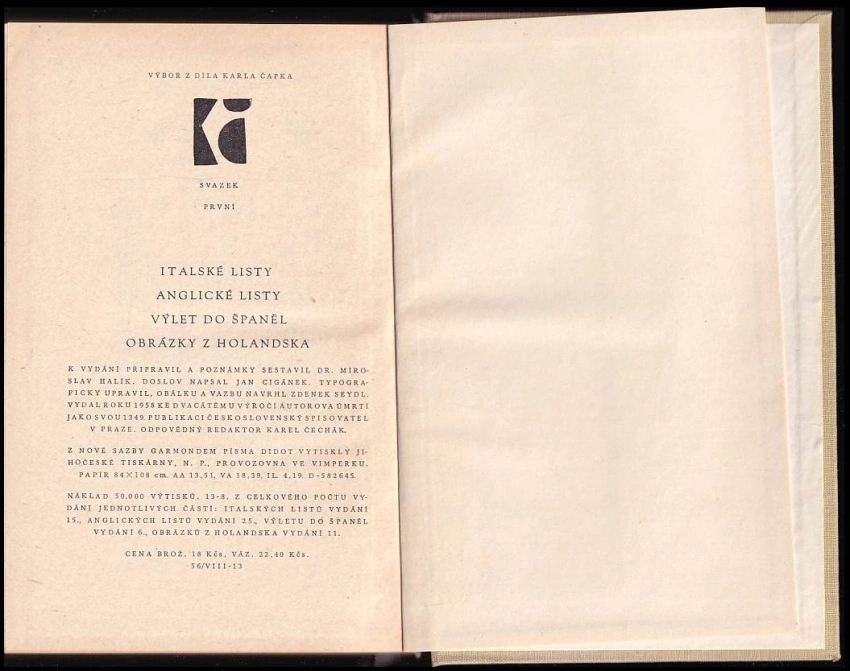 VÝBOR Z DÍLA KARLA ČAPKA
KČ
SVAZEK
PRVNÍ
ITALSKÉ LISTY
ANGLICKÉ LISTY
VÝLET DO ŠPANĚL
OBRÁZKY Z HOLANDSKA
K VYDÁNÍ PŘIPRAVIL A POZNÁMKY SESTAVIL DR. MIRO-
SLAV HALÍK. DOSLOV NAPSAL JAN CIGÁNEK. TYPOGRA-
FICKY UPRAVIL, OBÁLKU A VAZBU NAVRHL ZDENEK SEYDL.
VYDAL ROKU 1958 KE DVACÁTÉMU VÝROČÍ AUTOROVA ÚMRTÍ
JAKO SVOU 1349. PUBLIKACI ČESKOSLOVENSKÝ SPISOVATEL
V PRAZE. ODPOVĚDNÝ REDAKTOR KAREL ČECHÁK.
Z NOVÉ SAZBY GARMONDEM PÍSMA DIDOT VYTISKLY JI-
HOČESKÉ TISKÁRNY, N. P., PROVOZOVNA VE VIMPERKU.
PAPÍR 84×108 cm. AA 13,51, VA 18,39, IL. 4,19. D-582645.
NÁKLAD 50.000 VÝTISKŮ. 13-8. Z CELKOVÉHO POČTU VY-
DÁNÍ JEDNOTLIVÝCH ČÁSTÍ: ITALSKÝCH LISTŮ VYDÁNÍ
15., ANGLICKÝCH LISTŮ VYDÁNÍ 25., VÝLETU DO ŠPANĚL
VYDÁNÍ 6., OBRÁZKŮ Z HOLANDSKA VYDÁNÍ 11.
CENA BROŽ. 18 Kčs, VÁZ. 22,40 Kčs.
56/VIII-13